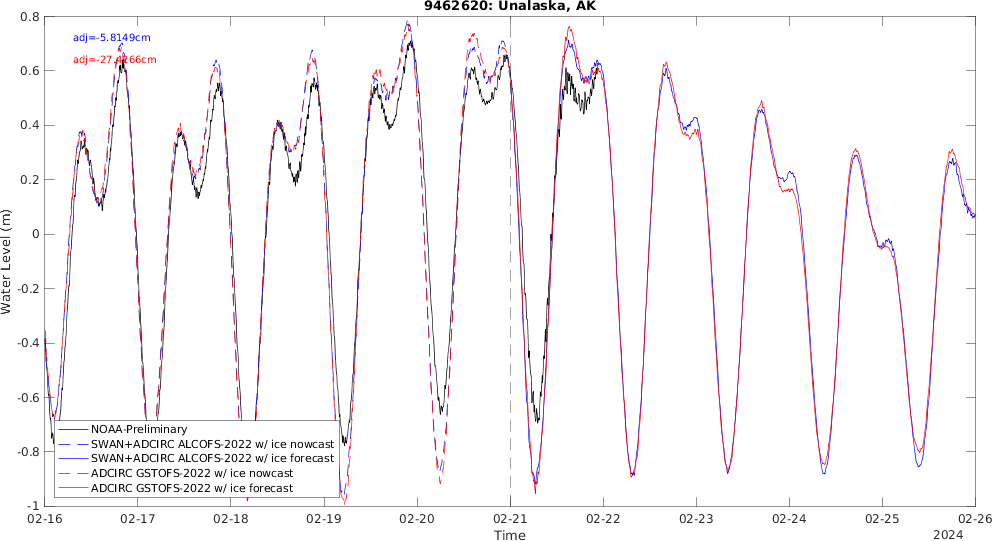 9462620: Unalaska, AK
adj=-5.8149cm
Water Level (m)
0.8
0.6
0.4
0.2
0
-0.2
-0.4
-0.6
-0.8
-1
NOAA-Preliminary
SWAN+ADCIRC ALCOFS-2022 w/ ice nowcast
SWAN+ADCIRC ALCOFS-2022 w/ ice forecast
ADCIRC GSTOFS-2022 w/ ice nowcast
ADCIRC GSTOFS-2022 w/ ice forecast
02-16 02-17 02-18 02-19 02-20 02-21 02-22 02-23 02-24 02-25 02-26
Time
2024